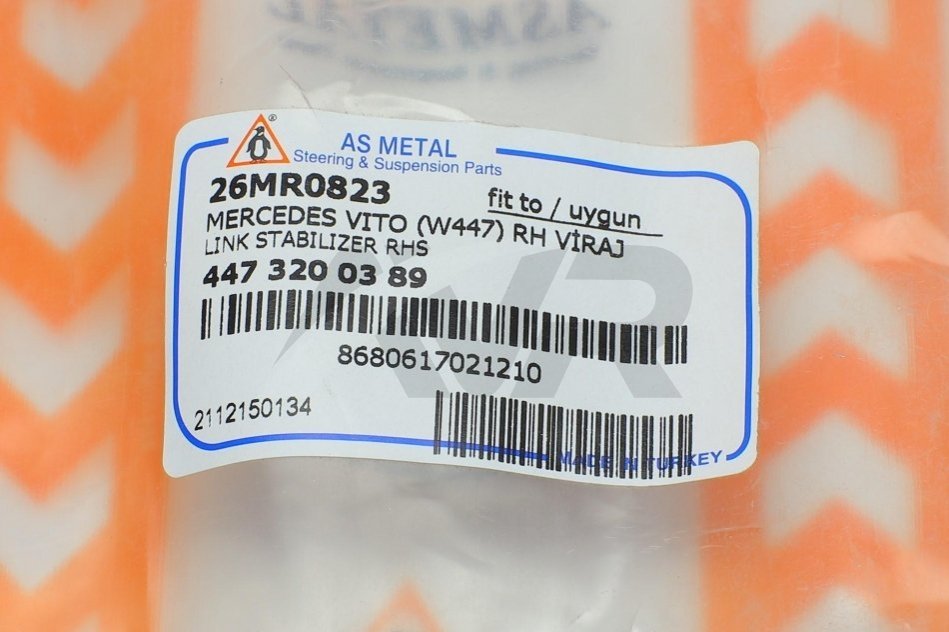 ASMETAL
®
AS METAL
Steering & Suspension Parts
26MR0823
fit to / uygun
MERCEDES VITO (W447) RH VİRAJ
LINK STABILIZER RHS
447 320 03 89
8680617021210
2112150134
MADE IN TURKEY